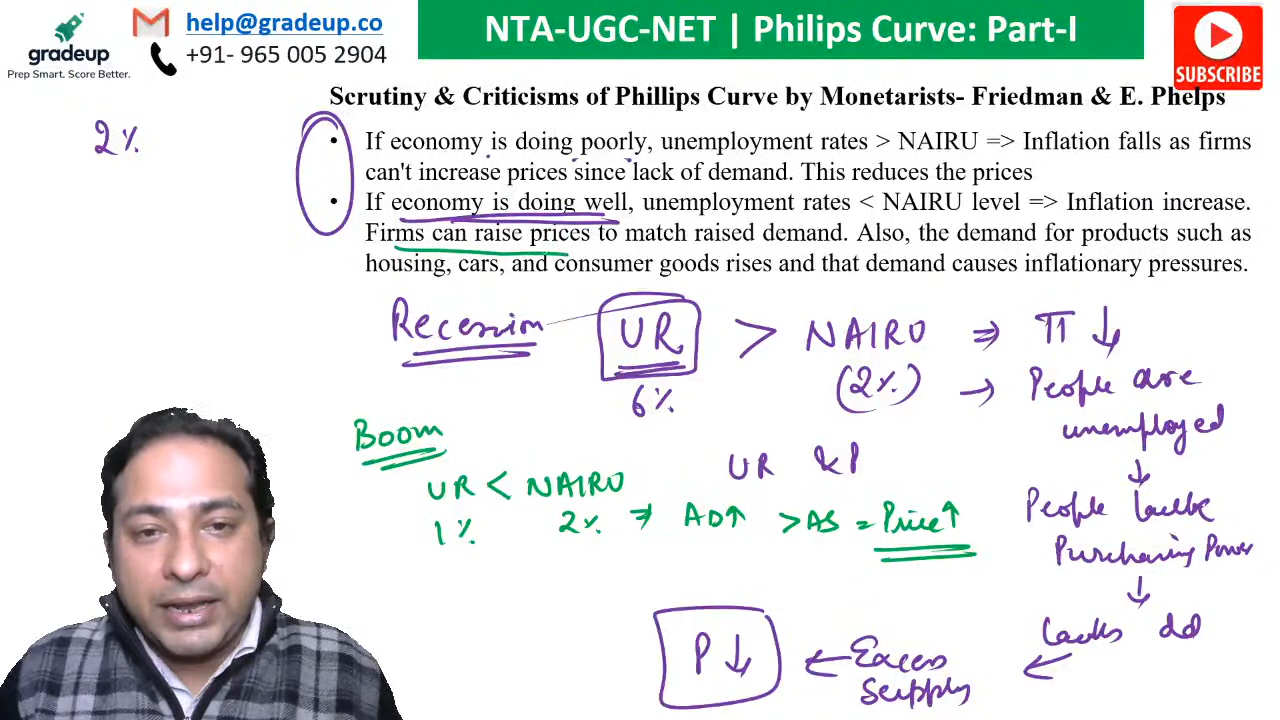 gradeup
Prep Smart. Score Better.
help@gradeup.co
+91- 965 005 2904
NTA-UGC-NET | Philips Curve: Part-I
SUBSCRIBE
Scrutiny & Criticisms of Phillips Curve by Monetarists- Friedman & E. Phelps
• If economy is doing poorly, unemployment rates > NAIRU => Inflation falls as firms
can't increase prices since lack of demand. This reduces the prices
• If economy is doing well, unemployment rates < NAIRU level => Inflation increase.
Firms can raise prices to match raised demand. Also, the demand for products such as
housing, cars, and consumer goods rises and that demand causes inflationary pressures.
2%
Recession UR > NAIRU ⇒ π ↓
6% (2%) → People are
unemployed
↓
Boom
UR < NAIRU
1% 2% ⇒ AD↑ > AS = Price↑
UR & P
People
Purchasing Power
↓
lacks dd
←
P ↓ ← Excess
Supply